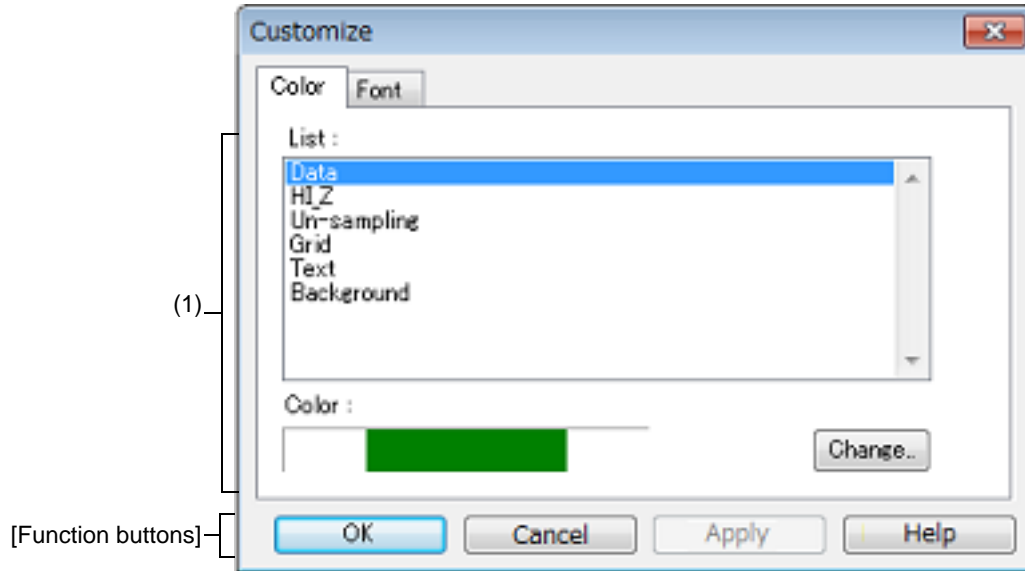 Customize
Color Font
List :
Data
HI_Z
Un-sampling
Grid
Text
Background
(1)
Color :
Change..
[Function buttons]
OK Cancel Apply Help